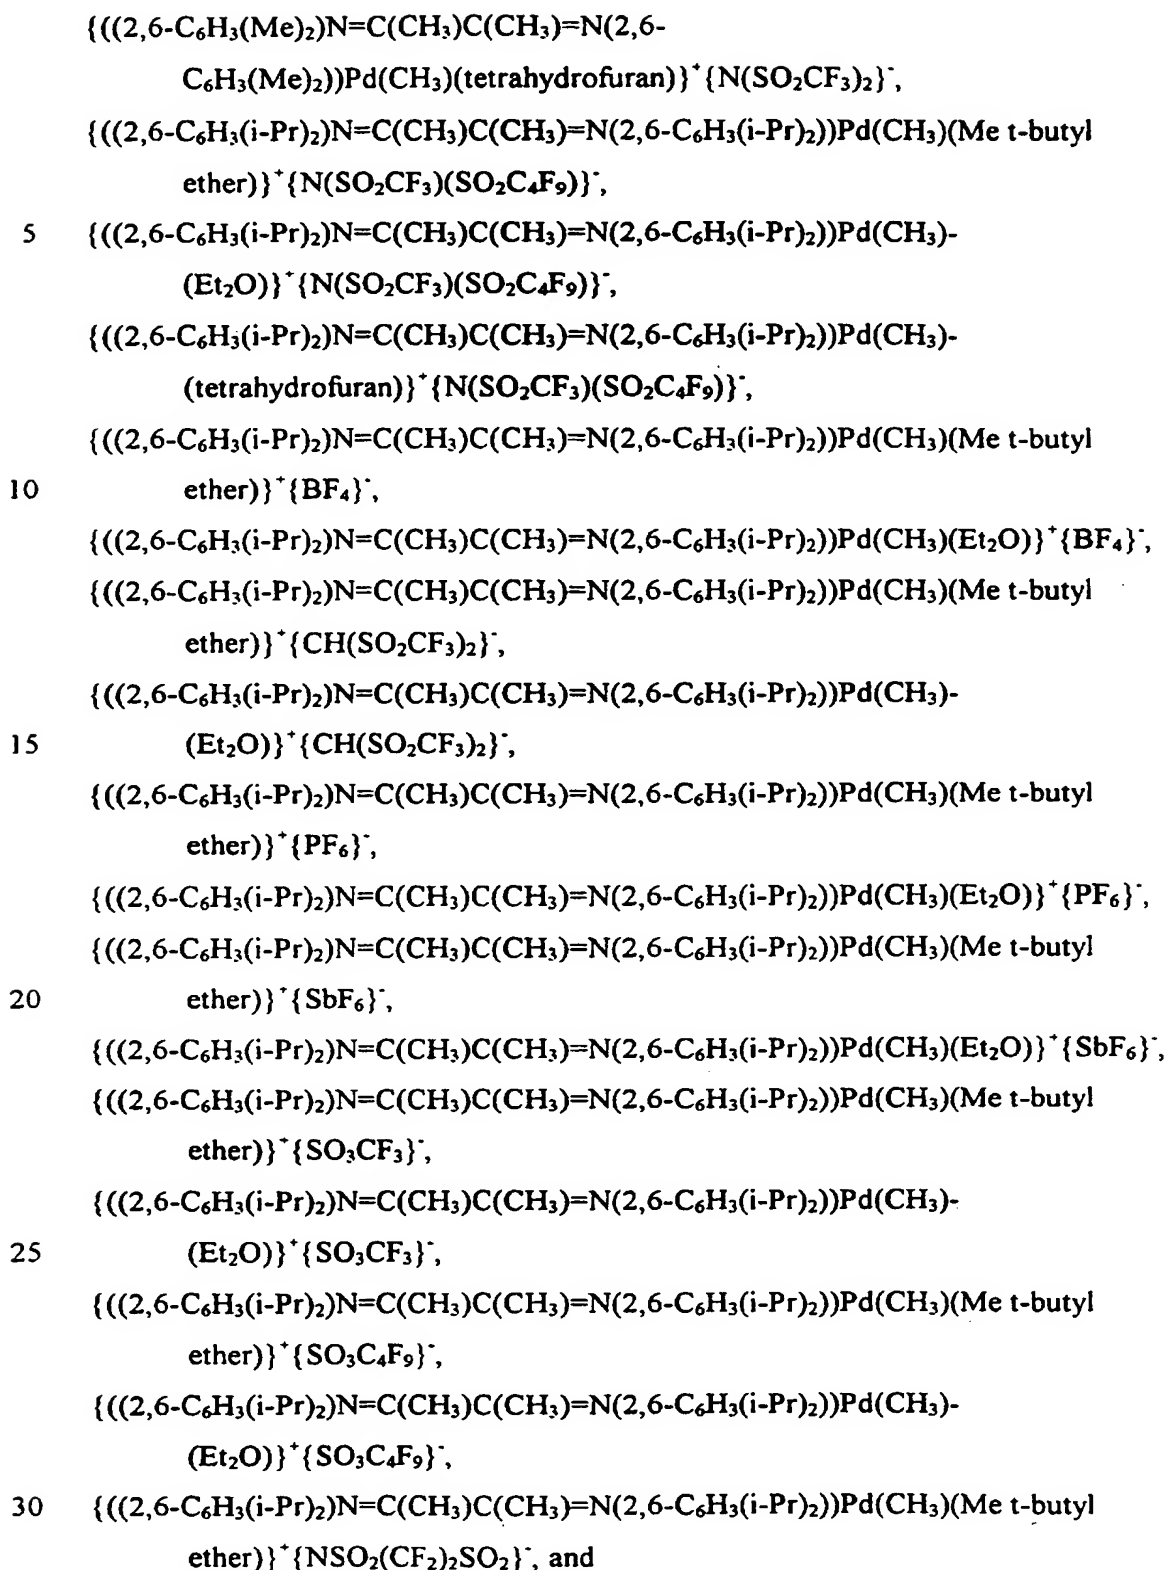 {((2,6-C₆H₃(Me)₂)N=C(CH₃)C(CH₃)=N(2,6-
C₆H₃(Me)₂))Pd(CH₃)(tetrahydrofuran)}⁺{N(SO₂CF₃)₂}⁻,
{((2,6-C₆H₃(i-Pr)₂)N=C(CH₃)C(CH₃)=N(2,6-C₆H₃(i-Pr)₂))Pd(CH₃)(Me t-butyl
ether)}⁺{N(SO₂CF₃)(SO₂C₄F₉)}⁻,
5 {((2,6-C₆H₃(i-Pr)₂)N=C(CH₃)C(CH₃)=N(2,6-C₆H₃(i-Pr)₂))Pd(CH₃)-
(Et₂O)}⁺{N(SO₂CF₃)(SO₂C₄F₉)}⁻,
{((2,6-C₆H₃(i-Pr)₂)N=C(CH₃)C(CH₃)=N(2,6-C₆H₃(i-Pr)₂))Pd(CH₃)-
(tetrahydrofuran)}⁺{N(SO₂CF₃)(SO₂C₄F₉)}⁻,
{((2,6-C₆H₃(i-Pr)₂)N=C(CH₃)C(CH₃)=N(2,6-C₆H₃(i-Pr)₂))Pd(CH₃)(Me t-butyl
10 ether)}⁺{BF₄}⁻,
{((2,6-C₆H₃(i-Pr)₂)N=C(CH₃)C(CH₃)=N(2,6-C₆H₃(i-Pr)₂))Pd(CH₃)(Et₂O)}⁺{BF₄}⁻,
{((2,6-C₆H₃(i-Pr)₂)N=C(CH₃)C(CH₃)=N(2,6-C₆H₃(i-Pr)₂))Pd(CH₃)(Me t-butyl
ether)}⁺{CH(SO₂CF₃)₂}⁻,
{((2,6-C₆H₃(i-Pr)₂)N=C(CH₃)C(CH₃)=N(2,6-C₆H₃(i-Pr)₂))Pd(CH₃)-
15 (Et₂O)}⁺{CH(SO₂CF₃)₂}⁻,
{((2,6-C₆H₃(i-Pr)₂)N=C(CH₃)C(CH₃)=N(2,6-C₆H₃(i-Pr)₂))Pd(CH₃)(Me t-butyl
ether)}⁺{PF₆}⁻,
{((2,6-C₆H₃(i-Pr)₂)N=C(CH₃)C(CH₃)=N(2,6-C₆H₃(i-Pr)₂))Pd(CH₃)(Et₂O)}⁺{PF₆}⁻,
{((2,6-C₆H₃(i-Pr)₂)N=C(CH₃)C(CH₃)=N(2,6-C₆H₃(i-Pr)₂))Pd(CH₃)(Me t-butyl
20 ether)}⁺{SbF₆}⁻,
{((2,6-C₆H₃(i-Pr)₂)N=C(CH₃)C(CH₃)=N(2,6-C₆H₃(i-Pr)₂))Pd(CH₃)(Et₂O)}⁺{SbF₆}⁻,
{((2,6-C₆H₃(i-Pr)₂)N=C(CH₃)C(CH₃)=N(2,6-C₆H₃(i-Pr)₂))Pd(CH₃)(Me t-butyl
ether)}⁺{SO₃CF₃}⁻,
{((2,6-C₆H₃(i-Pr)₂)N=C(CH₃)C(CH₃)=N(2,6-C₆H₃(i-Pr)₂))Pd(CH₃)-
25 (Et₂O)}⁺{SO₃CF₃}⁻,
{((2,6-C₆H₃(i-Pr)₂)N=C(CH₃)C(CH₃)=N(2,6-C₆H₃(i-Pr)₂))Pd(CH₃)(Me t-butyl
ether)}⁺{SO₃C₄F₉}⁻,
{((2,6-C₆H₃(i-Pr)₂)N=C(CH₃)C(CH₃)=N(2,6-C₆H₃(i-Pr)₂))Pd(CH₃)-
(Et₂O)}⁺{SO₃C₄F₉}⁻,
30 {((2,6-C₆H₃(i-Pr)₂)N=C(CH₃)C(CH₃)=N(2,6-C₆H₃(i-Pr)₂))Pd(CH₃)(Me t-butyl
ether)}⁺{NSO₂(CF₂)₂SO₂}⁻, and